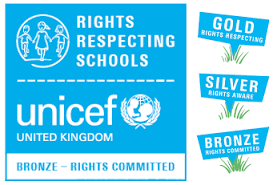 RIGHTS
RESPECTING
SCHOOLS
unicef
UNITED KINGDOM
BRONZE – RIGHTS COMMITTED
GOLD
RIGHTS RESPECTING
SILVER
RIGHTS AWARE
BRONZE
RIGHTS COMMITTED